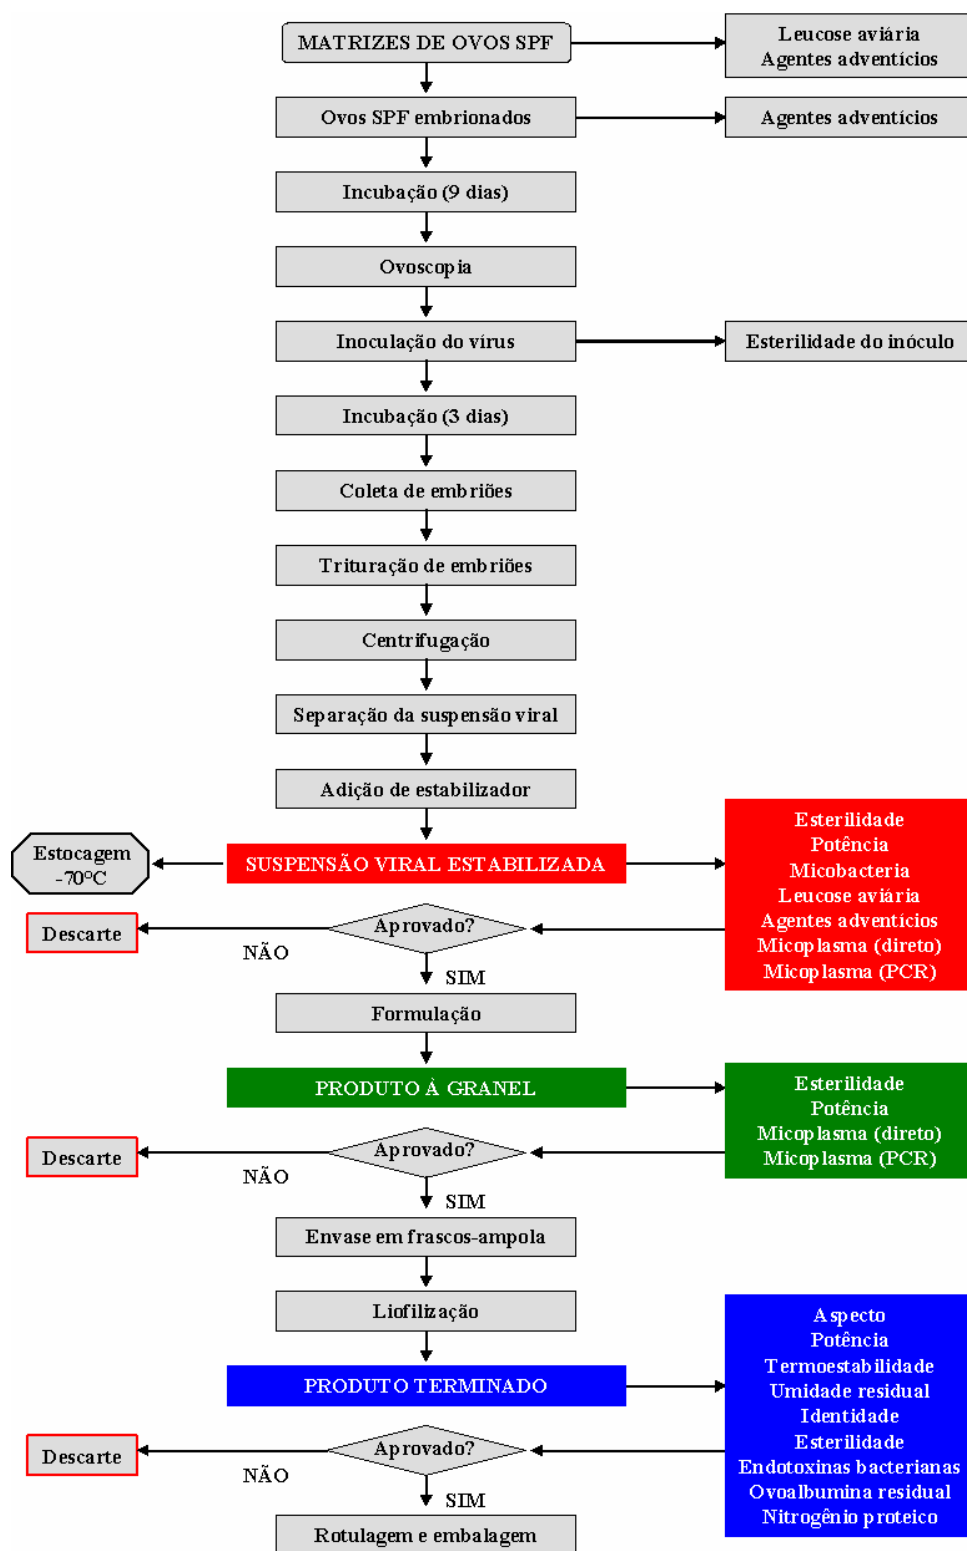 MATRIZES DE OVOS SPF
Leucose aviária
Agentes adventícios
Ovos SPF embrionados
Agentes adventícios
Incubação (9 dias)
Ovoscopia
Inoculação do vírus
Esterilidade do inóculo
Incubação (3 dias)
Coleta de embriões
Trituração de embriões
Centrifugação
Separação da suspensão viral
Adição de estabilizador
Estocagem
-70°C
SUSPENSÃO VIRAL ESTABILIZADA
Esterilidade
Potência
Micobacteria
Leucose aviária
Agentes adventícios
Micoplasma (direto)
Micoplasma (PCR)
Descarte
NÃO
Aprovado?
SIM
Formulação
PRODUTO À GRANEL
Esterilidade
Potência
Micoplasma (direto)
Micoplasma (PCR)
Descarte
NÃO
Aprovado?
SIM
Envase em frascos-ampola
Liofilização
PRODUTO TERMINADO
Aspecto
Potência
Termoestabilidade
Umidade residual
Identidade
Esterilidade
Endotoxinas bacterianas
Ovoalbumina residual
Nitrogênio proteico
Descarte
NÃO
Aprovado?
SIM
Rotulagem e embalagem